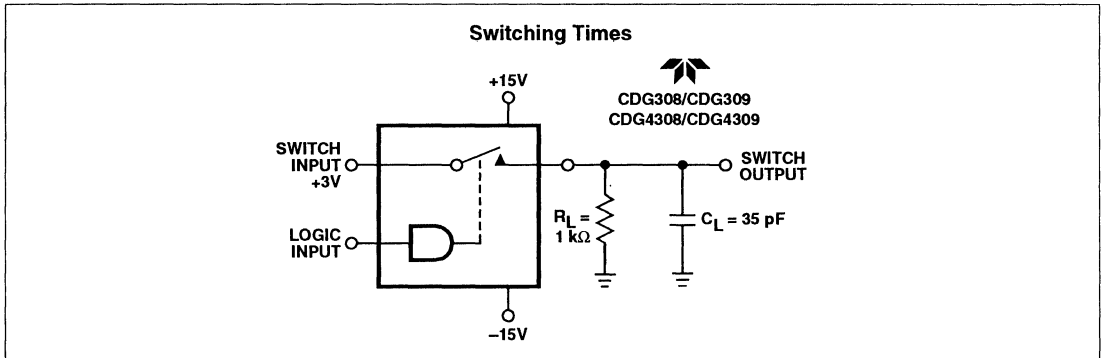 Switching Times
+15V
CDG308/CDG309
CDG4308/CDG4309
SWITCH
INPUT
+3V
SWITCH
OUTPUT
RL =
1 kΩ
CL = 35 pF
LOGIC
INPUT
–15V